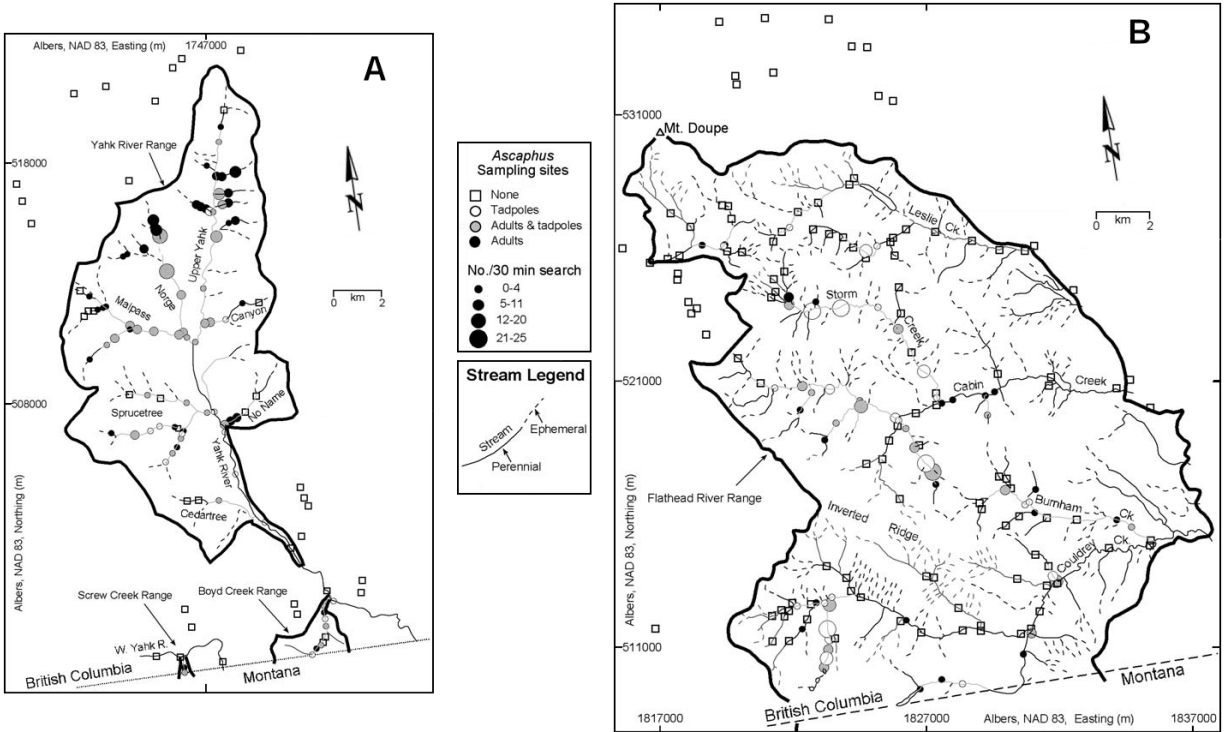 Albers, NAD 83, Easting (m)
1747000
A
Yahk River Range
518000
N
0 km 2
Upper Yahk
Norge
Malpass
Canyon
508000
Sprucetree
No Name
Yahk River
Cedartree
Albers, NAD 83, Northing (m)
Screw Creek Range
Boyd Creek Range
W. Yahk R.
British Columbia
Montana
Ascaphus
Sampling sites
None
Tadpoles
Adults & tadpoles
Adults
No./30 min search
0-4
5-11
12-20
21-25
Stream Legend
Stream
Ephemeral
Perennial
B
531000
Mt. Doupe
N
0 km 2
Leslie Ck.
Storm
Creek
521000
Cabin
Creek
Flathead River Range
Inverted
Ridge
Burnham
Ck
Couldrey
Ck.
Albers, NAD 83, Northing (m)
511000
British Columbia
Montana
1817000
1827000
Albers, NAD 83, Easting (m)
1837000